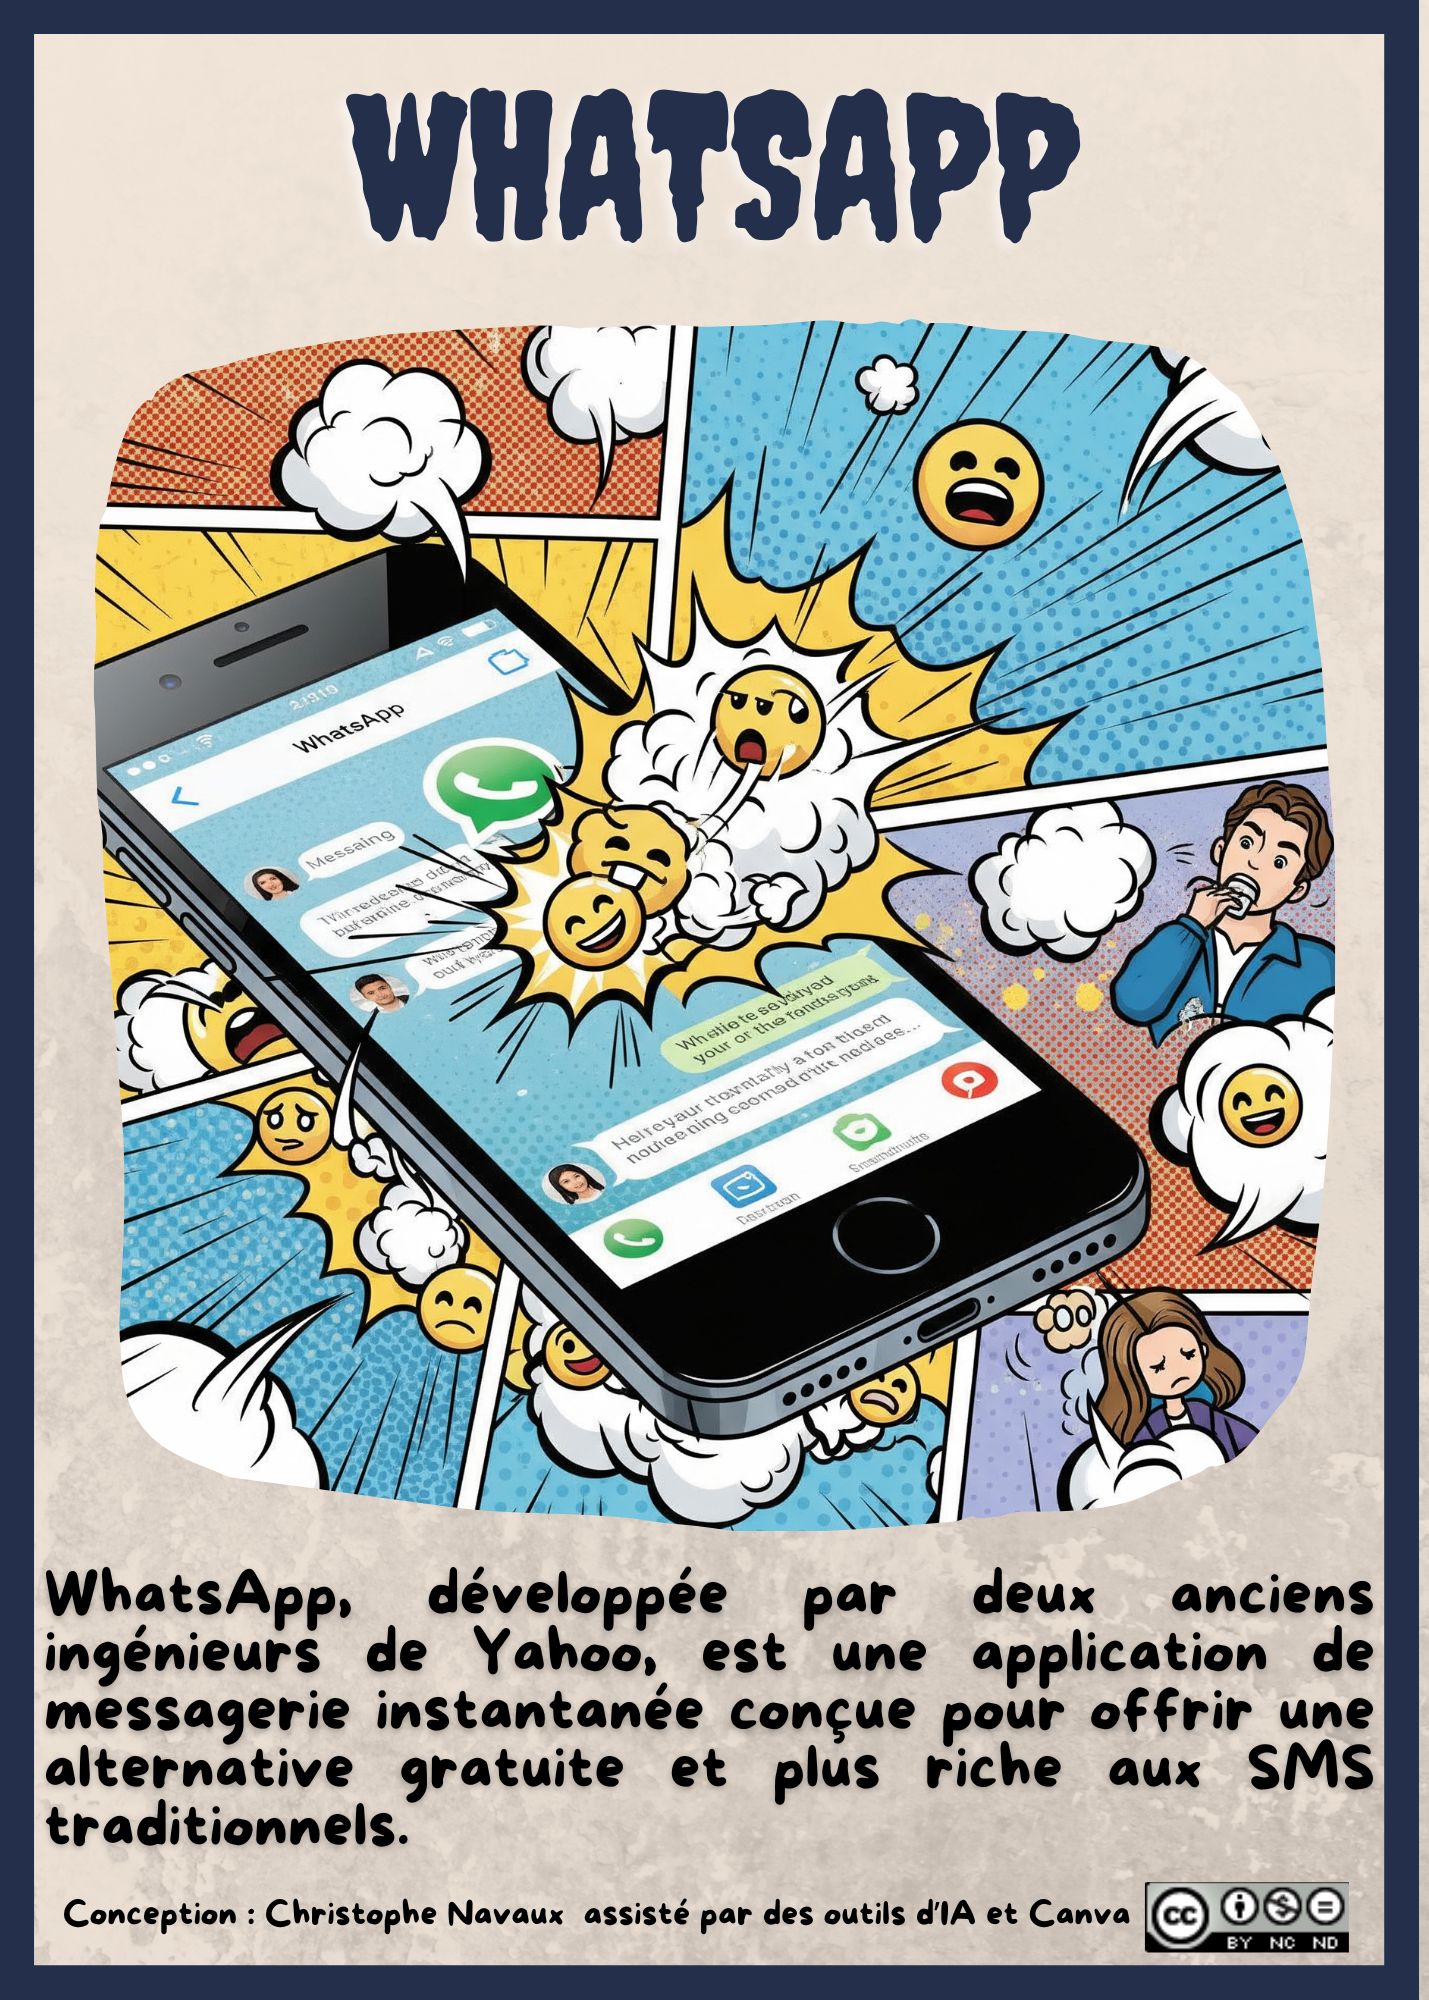 WHATSAPP
WhatsApp
Messaing
WhatsApp, développée par deux anciens
ingénieurs de Yahoo, est une application de
messagerie instantanée conçue pour offrir une
alternative gratuite et plus riche aux SMS
traditionnels.
Conception : Christophe Navaux assisté par des outils d'IA et Canva
cc
BY NC ND